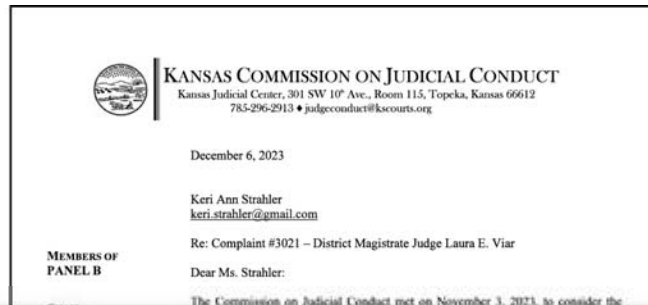 KANSAS COMMISSION ON JUDICIAL CONDUCT
Kansas Judicial Center, 301 SW 10th Ave., Room 115, Topeka, Kansas 66612
785-296-2913 ♦ judgeconduct@kscourts.org
December 6, 2023
Keri Ann Strahler
keri.strahler@gmail.com
Re: Complaint #3021 – District Magistrate Judge Laura E. Viar
MEMBERS OF
PANEL B
Dear Ms. Strahler:
The Commission on Judicial Conduct met on November 3, 2023, to consider the